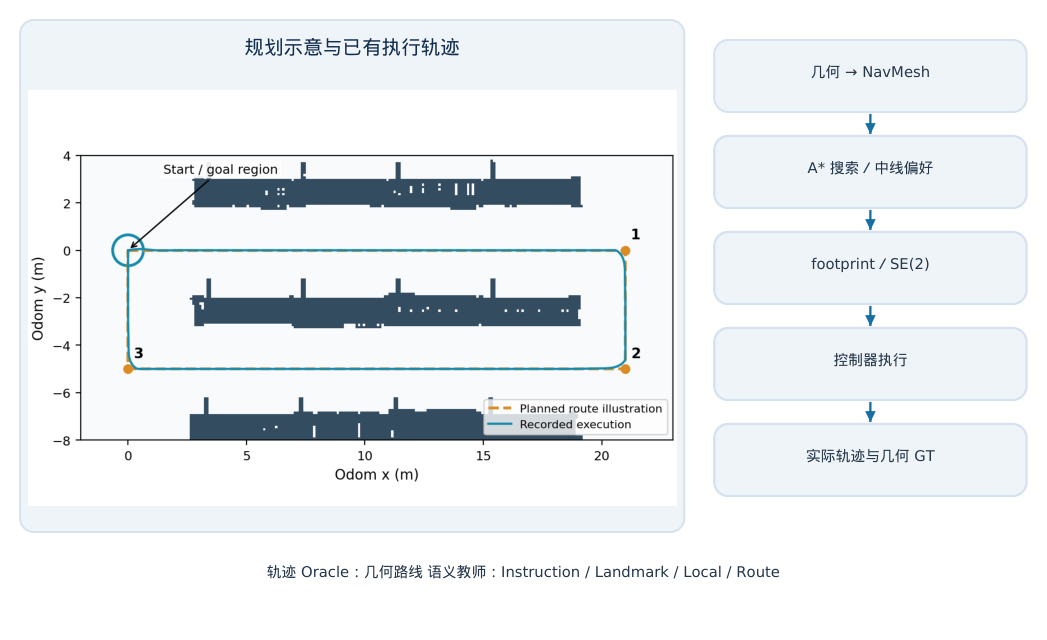 规划示意与已有执行轨迹
Start / goal region
4
2
0
−2
−4
−6
−8
Odom y (m)
1
2
3
Planned route illustration
Recorded execution
0
5
10
15
20
Odom x (m)
几何 → NavMesh
A* 搜索 / 中线偏好
footprint / SE(2)
控制器执行
实际轨迹与几何 GT
轨迹 Oracle：几何路线 语义教师：Instruction / Landmark / Local / Route